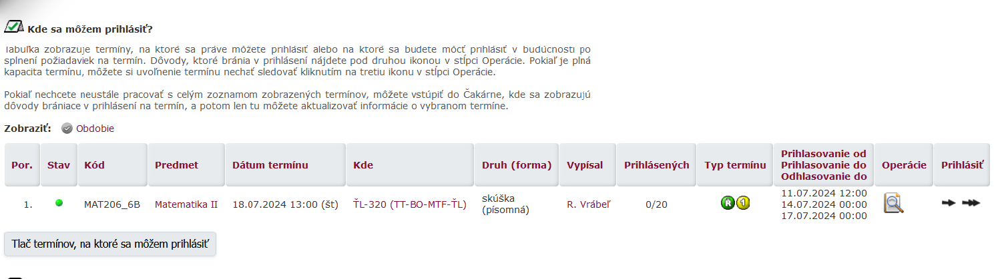 Kde sa môžem prihlásiť?
Tabuľka zobrazuje termíny, na ktoré sa práve môžete prihlásiť alebo na ktoré sa budete môcť prihlásiť v budúcnosti po
splnení požiadaviek na termín. Dôvody, ktoré bránia v prihlásení nájdete pod druhou ikonou v stĺpci Operácie. Pokiaľ je plná
kapacita termínu, môžete si uvoľnenie termínu nechať sledovať kliknutím na tretiu ikonu v stĺpci Operácie.
Pokiaľ nechcete neustále pracovať s celým zoznamom zobrazených termínov, môžete vstúpiť do Čakárne, kde sa zobrazujú
dôvody brániace v prihlásení na termín, a potom len tu môžete aktualizovať informácie o vybranom termíne.
Zobraziť: Obdobie
Por. Stav Kód Predmet Dátum termínu Kde Druh (forma) Vypísal Prihlásených Typ termínu Prihlasovanie od
Prihlasovanie do
Odhlasovanie do
Operácie Prihlásiť
1. MAT206_6B Matematika II 18.07.2024 13:00 (št) ŤL-320 (TT-BO-MTF-ŤL) skúška
(písomná)
R. Vrábeľ 0/20 R 1 11.07.2024 12:00
14.07.2024 00:00
17.07.2024 00:00
Tlač termínov, na ktoré sa môžem prihlásiť